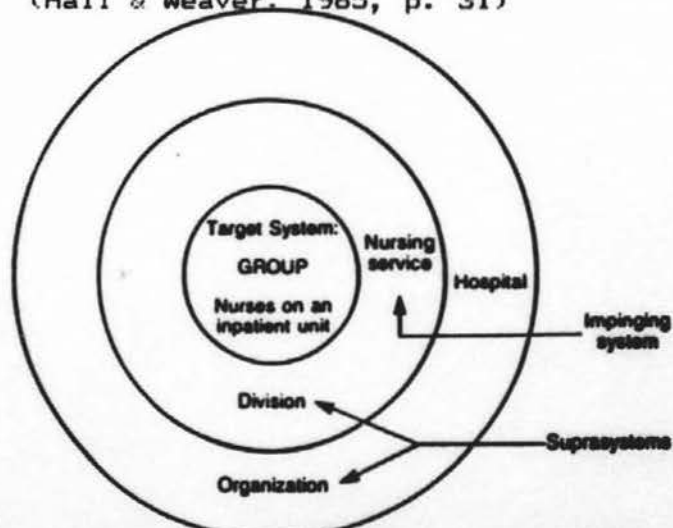 (Hall & Weaver. 1985, p. 31)
Target System:
GROUP
Nurses on an
inpatient unit
Nursing
service
Hospital
Impinging
system
Division
Suprasystems
Organization